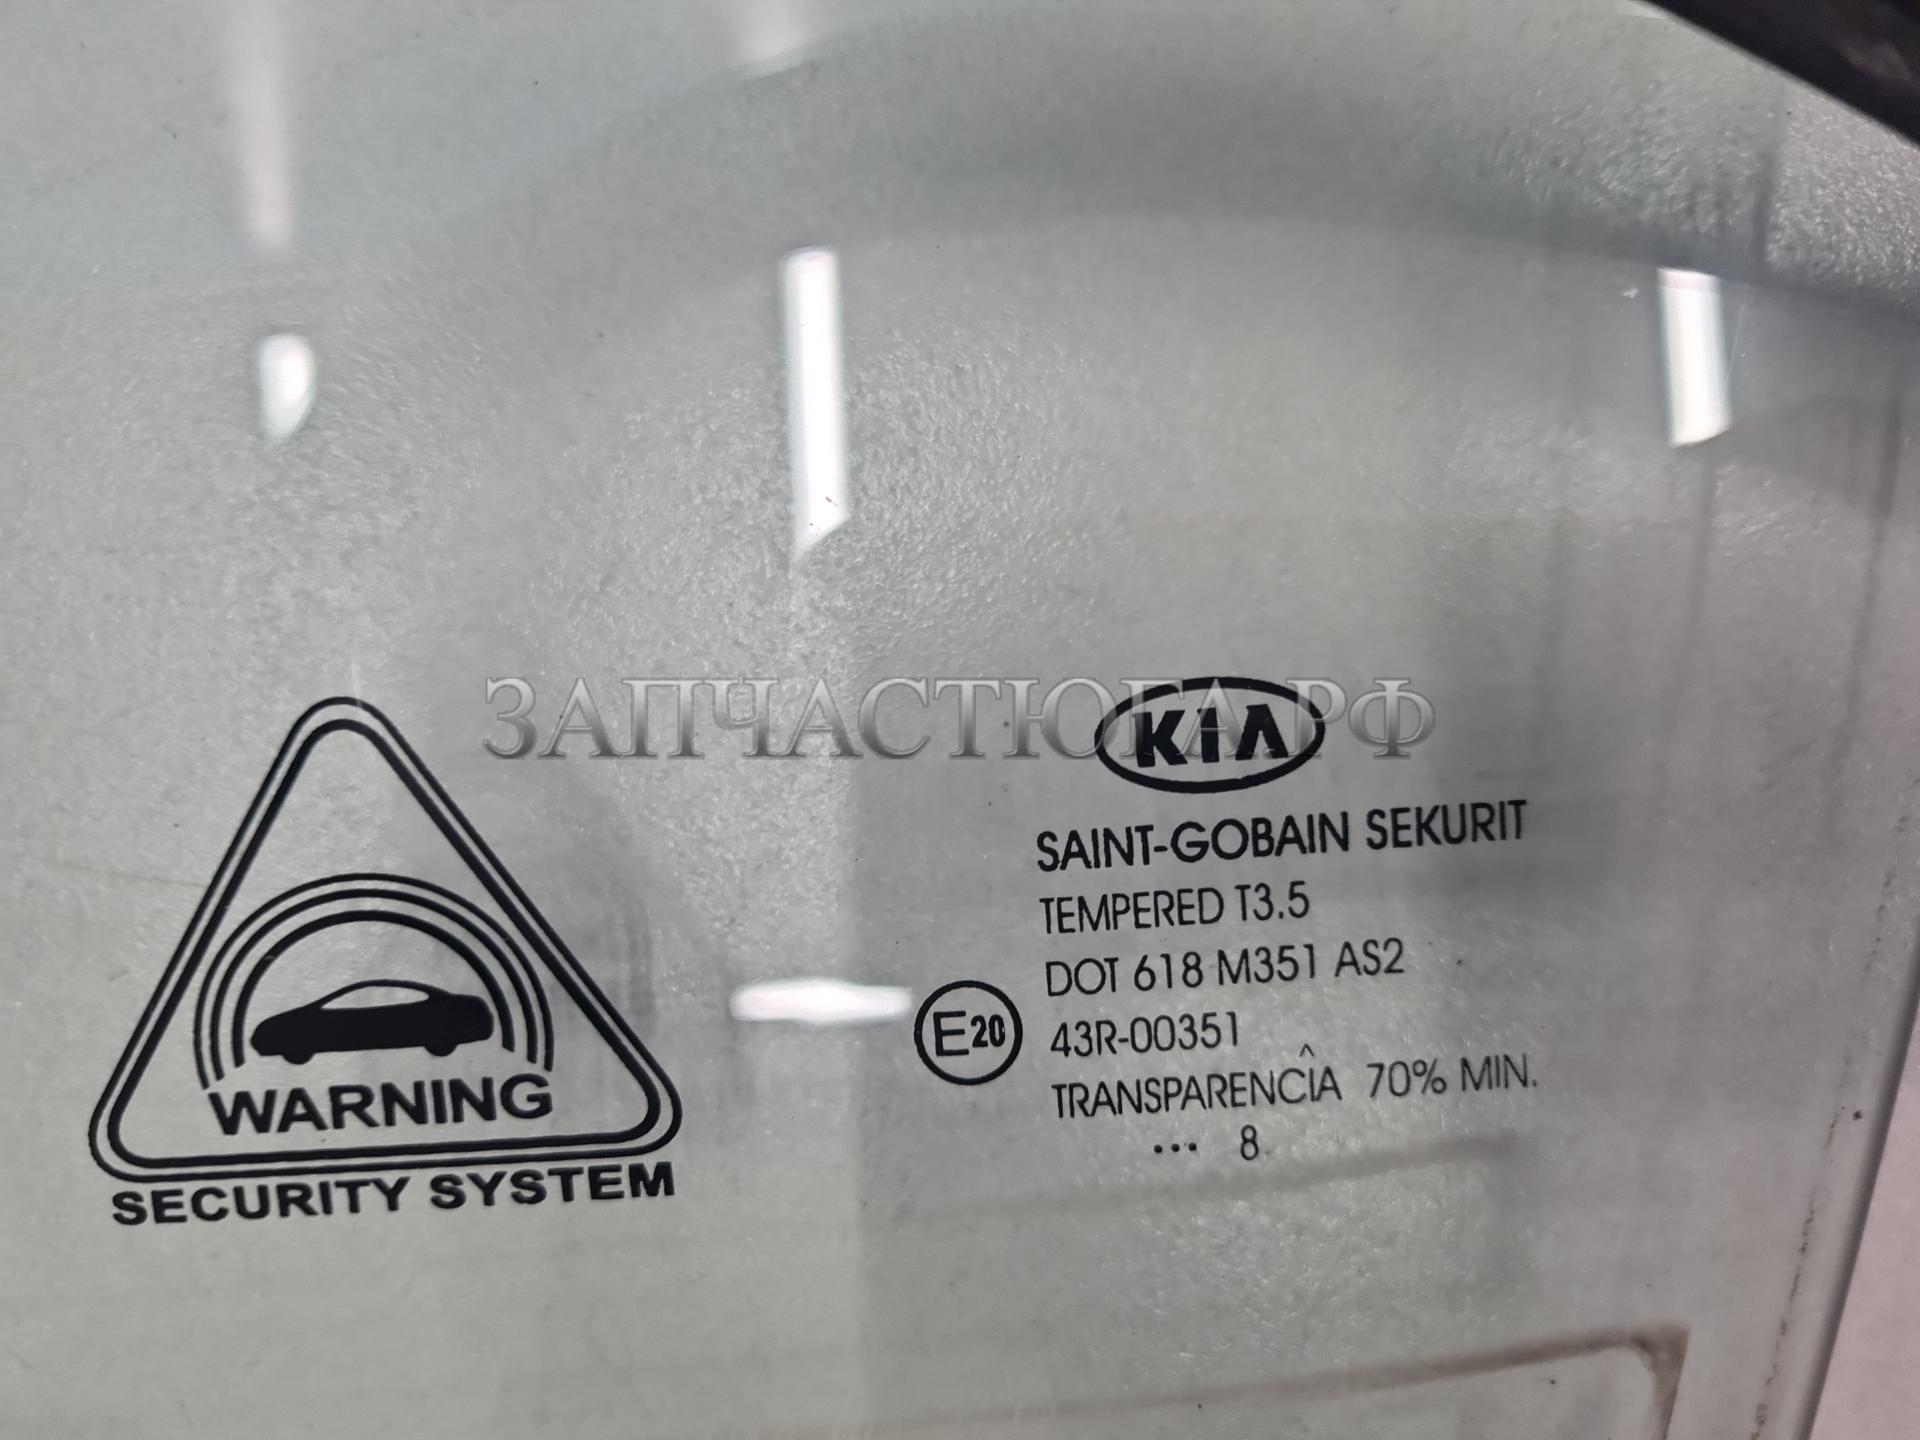 ЗАПЧАСТЮГА.РФ
KIA
SAINT-GOBAIN SEKURIT
TEMPERED T3.5
DOT 618 M351 AS2
E20
43R-00351
TRANSPARENCÎA 70% MIN.
... 8
WARNING
SECURITY SYSTEM